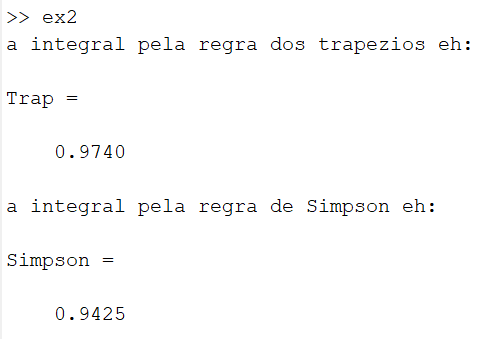 >> ex2
a integral pela regra dos trapezios eh:
Trap =
0.9740
a integral pela regra de Simpson eh:
Simpson =
0.9425